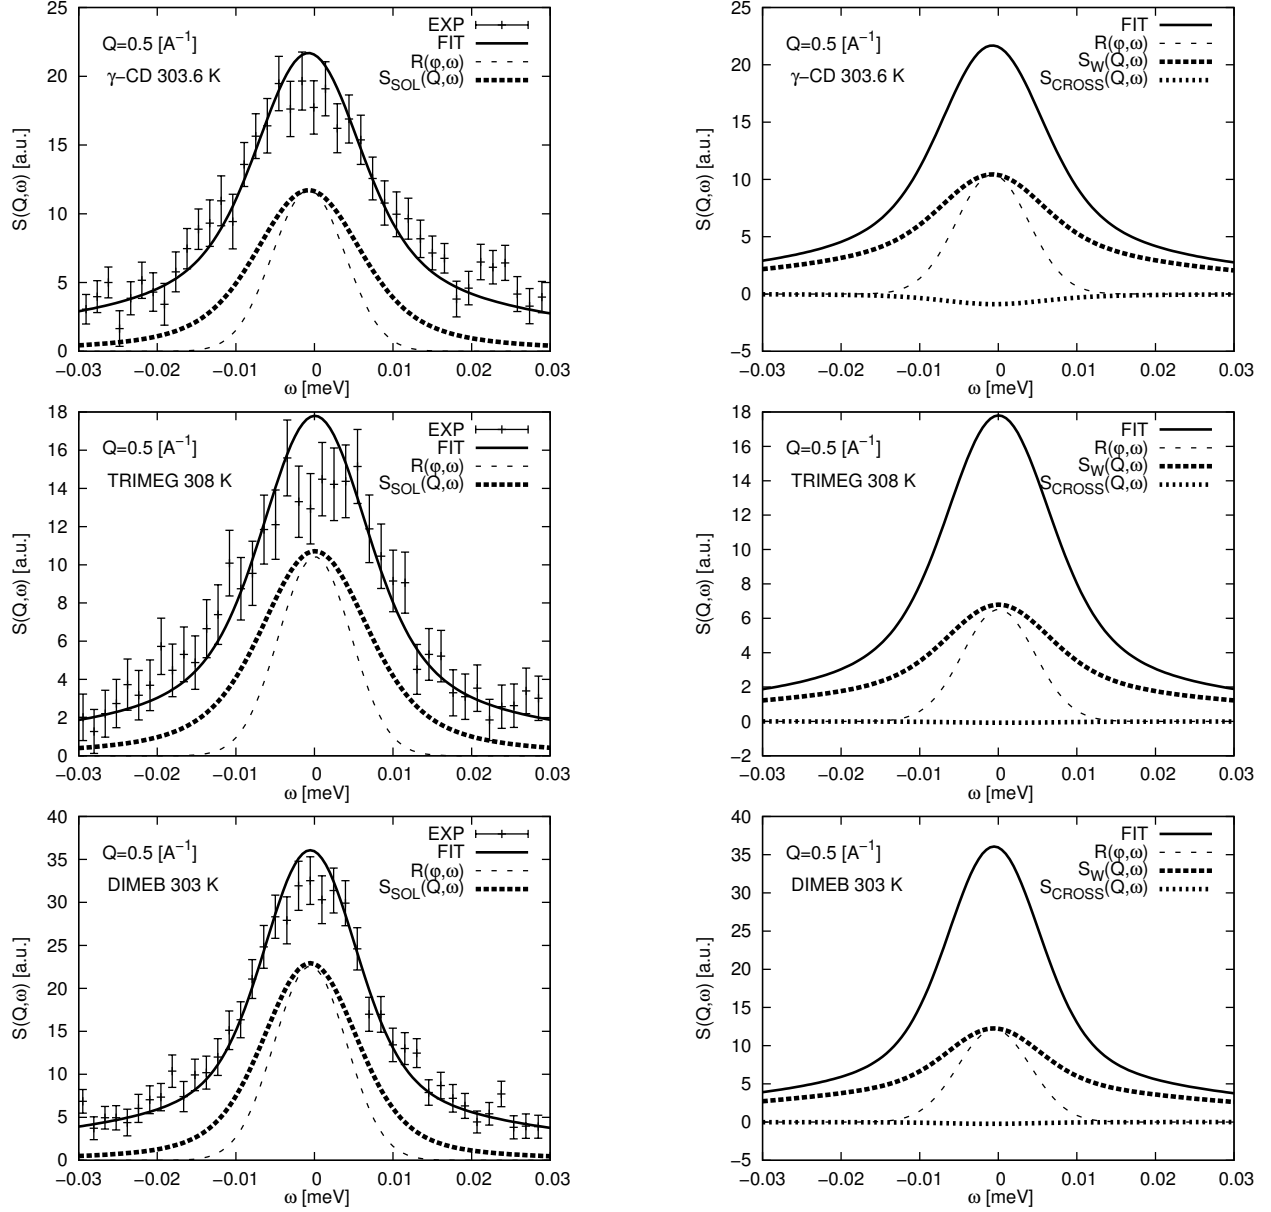 25
20
15
10
5
0
S(Q,ω) [a.u.]
Q=0.5 [A⁻¹]
γ−CD 303.6 K
EXP
FIT
R(φ,ω)
S_SOL(Q,ω)
−0.03 −0.02 −0.01 0 0.01 0.02 0.03
ω [meV]
25
20
15
10
5
0
−5
S(Q,ω) [a.u.]
Q=0.5 [A⁻¹]
γ−CD 303.6 K
FIT
R(φ,ω)
S_W(Q,ω)
S_CROSS(Q,ω)
−0.03 −0.02 −0.01 0 0.01 0.02 0.03
ω [meV]
18
16
14
12
10
8
6
4
2
0
S(Q,ω) [a.u.]
Q=0.5 [A⁻¹]
TRIMEG 308 K
EXP
FIT
R(φ,ω)
S_SOL(Q,ω)
−0.03 −0.02 −0.01 0 0.01 0.02 0.03
ω [meV]
18
16
14
12
10
8
6
4
2
0
−2
S(Q,ω) [a.u.]
Q=0.5 [A⁻¹]
TRIMEG 308 K
FIT
R(φ,ω)
S_W(Q,ω)
S_CROSS(Q,ω)
−0.03 −0.02 −0.01 0 0.01 0.02 0.03
ω [meV]
40
35
30
25
20
15
10
5
0
S(Q,ω) [a.u.]
Q=0.5 [A⁻¹]
DIMEB 303 K
EXP
FIT
R(φ,ω)
S_SOL(Q,ω)
−0.03 −0.02 −0.01 0 0.01 0.02 0.03
ω [meV]
40
35
30
25
20
15
10
5
0
−5
S(Q,ω) [a.u.]
Q=0.5 [A⁻¹]
DIMEB 303 K
FIT
R(φ,ω)
S_W(Q,ω)
S_CROSS(Q,ω)
−0.03 −0.02 −0.01 0 0.01 0.02 0.03
ω [meV]